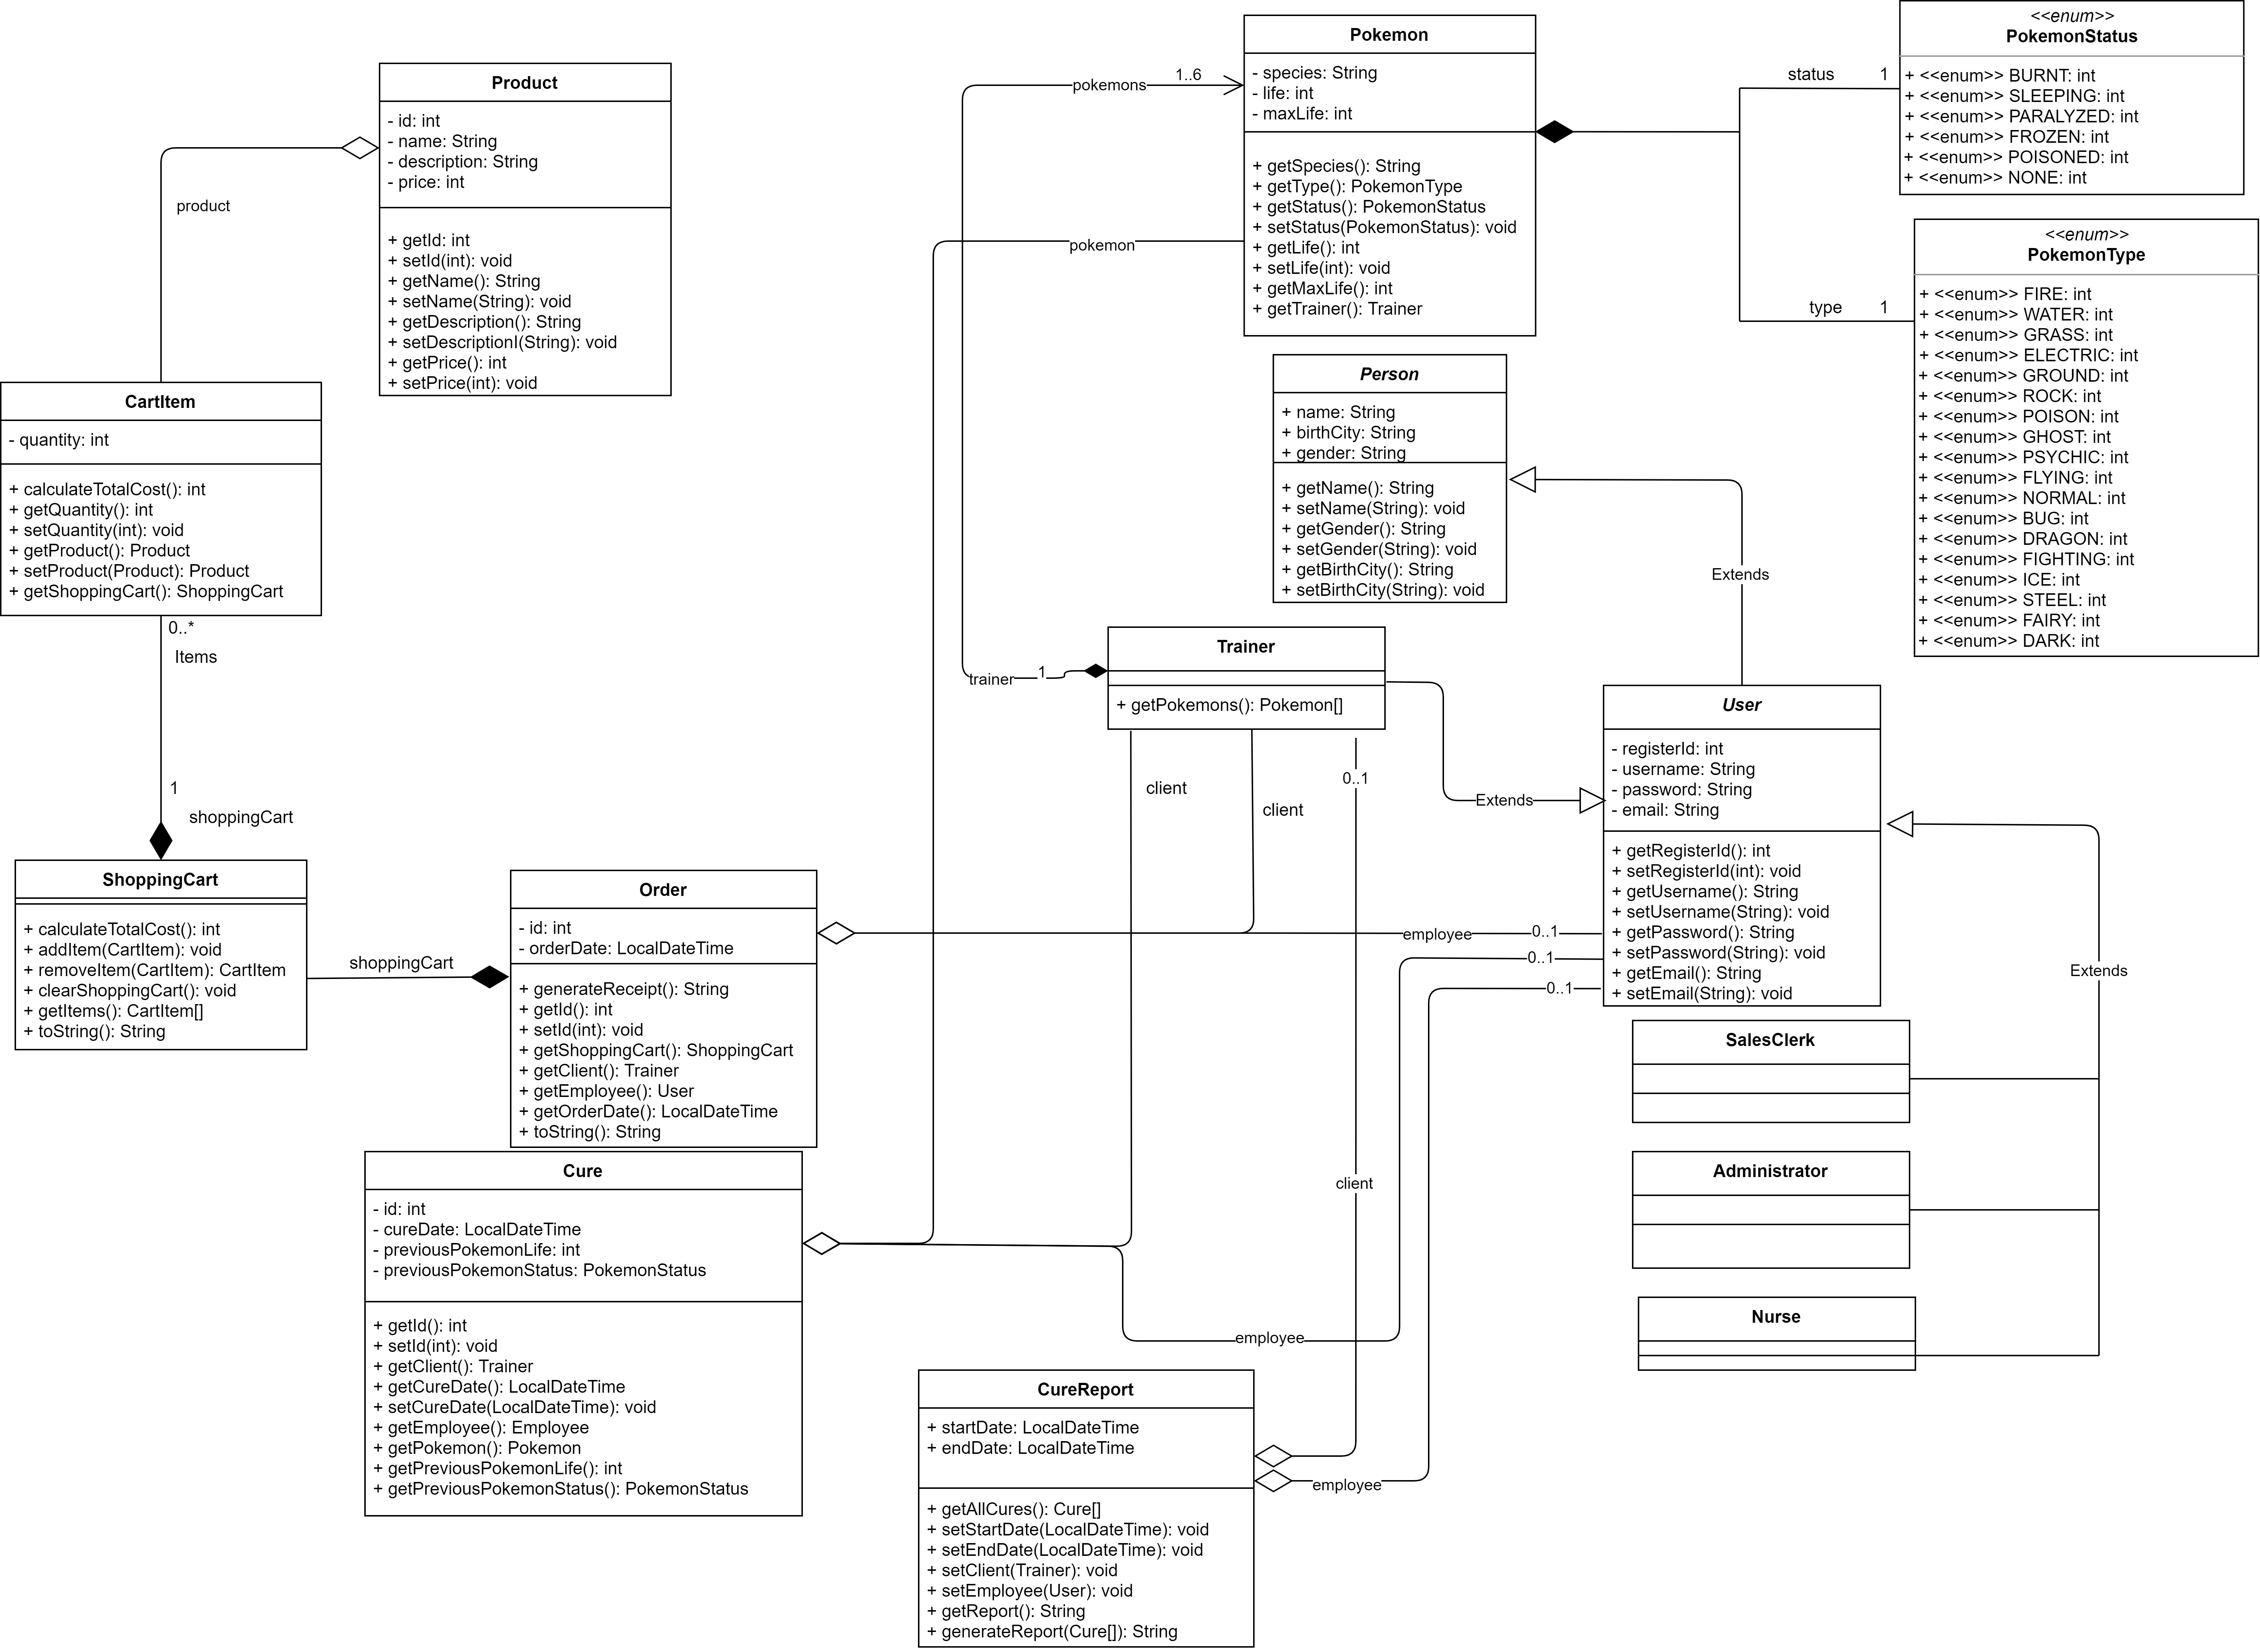 Product
- id: int
- name: String
- description: String
- price: int
+ getId: int
+ setId(int): void
+ getName(): String
+ setName(String): void
+ getDescription(): String
+ setDescriptionI(String): void
+ getPrice(): int
+ setPrice(int): void
product
CartItem
- quantity: int
+ calculateTotalCost(): int
+ getQuantity(): int
+ setQuantity(int): void
+ getProduct(): Product
+ setProduct(Product): Product
+ getShoppingCart(): ShoppingCart
0..*
Items
1
shoppingCart
ShoppingCart
+ calculateTotalCost(): int
+ addItem(CartItem): void
+ removeItem(CartItem): CartItem
+ clearShoppingCart(): void
+ getItems(): CartItem[]
+ toString(): String
shoppingCart
Order
- id: int
- orderDate: LocalDateTime
+ generateReceipt(): String
+ getId(): int
+ setId(int): void
+ getShoppingCart(): ShoppingCart
+ getClient(): Trainer
+ getEmployee(): User
+ getOrderDate(): LocalDateTime
+ toString(): String
Cure
- id: int
- cureDate: LocalDateTime
- previousPokemonLife: int
- previousPokemonStatus: PokemonStatus
+ getId(): int
+ setId(int): void
+ getClient(): Trainer
+ getCureDate(): LocalDateTime
+ setCureDate(LocalDateTime): void
+ getEmployee(): Employee
+ getPokemon(): Pokemon
+ getPreviousPokemonLife(): int
+ getPreviousPokemonStatus(): PokemonStatus
pokemons
1..6
pokemon
Pokemon
- species: String
- life: int
- maxLife: int
+ getSpecies(): String
+ getType(): PokemonType
+ getStatus(): PokemonStatus
+ setStatus(PokemonStatus): void
+ getLife(): int
+ setLife(int): void
+ getMaxLife(): int
+ getTrainer(): Trainer
status
1
type
1
<<enum>>
PokemonStatus
+ <<enum>> BURNT: int
+ <<enum>> SLEEPING: int
+ <<enum>> PARALYZED: int
+ <<enum>> FROZEN: int
+ <<enum>> POISONED: int
+ <<enum>> NONE: int
<<enum>>
PokemonType
+ <<enum>> FIRE: int
+ <<enum>> WATER: int
+ <<enum>> GRASS: int
+ <<enum>> ELECTRIC: int
+ <<enum>> GROUND: int
+ <<enum>> ROCK: int
+ <<enum>> POISON: int
+ <<enum>> GHOST: int
+ <<enum>> PSYCHIC: int
+ <<enum>> FLYING: int
+ <<enum>> NORMAL: int
+ <<enum>> BUG: int
+ <<enum>> DRAGON: int
+ <<enum>> FIGHTING: int
+ <<enum>> ICE: int
+ <<enum>> STEEL: int
+ <<enum>> FAIRY: int
+ <<enum>> DARK: int
Person
+ name: String
+ birthCity: String
+ gender: String
+ getName(): String
+ setName(String): void
+ getGender(): String
+ setGender(String): void
+ getBirthCity(): String
+ setBirthCity(String): void
Extends
trainer
1
Trainer
+ getPokemons(): Pokemon[]
client
client
0..1
Extends
User
- registerId: int
- username: String
- password: String
- email: String
+ getRegisterId(): int
+ setRegisterId(int): void
+ getUsername(): String
+ setUsername(String): void
+ getPassword(): String
+ setPassword(String): void
+ getEmail(): String
+ setEmail(String): void
employee
0..1
0..1
0..1
Extends
SalesClerk
Administrator
Nurse
client
employee
CureReport
+ startDate: LocalDateTime
+ endDate: LocalDateTime
+ getAllCures(): Cure[]
+ setStartDate(LocalDateTime): void
+ setEndDate(LocalDateTime): void
+ setClient(Trainer): void
+ setEmployee(User): void
+ getReport(): String
+ generateReport(Cure[]): String
employee